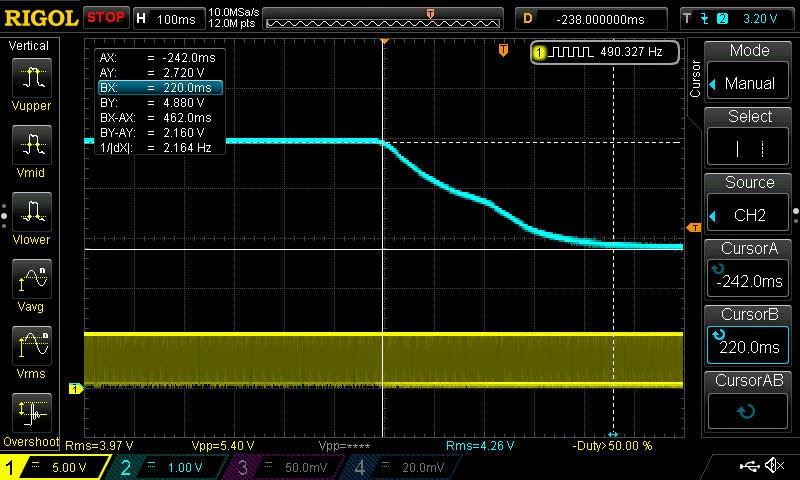 RIGOL STOP H 100ms 10.0MSa/s 12.0M pts T D -238.000000ms T 2 3.20 V
Vertical
Vupper
Vmid
Vlower
Vavg
Vrms
Overshoot
AX: = -242.0ms
AY: = 2.720 V
BX: = 220.0ms
BY: = 4.880 V
BX-AX: = 462.0ms
BY-AY: = 2.160 V
1/|dX|: = 2.164 Hz
T
1 490.327 Hz
T
1
Cursor
Mode
Manual
Select
Source
CH2
CursorA
-242.0ms
CursorB
220.0ms
CursorAB
Rms=3.97 V Vpp=5.40 V Vpp=**** Rms=4.26 V -Duty>50.00 %
1 = 5.00 V 2 = 1.00 V 3 = 50.0mV 4 = 20.0mV